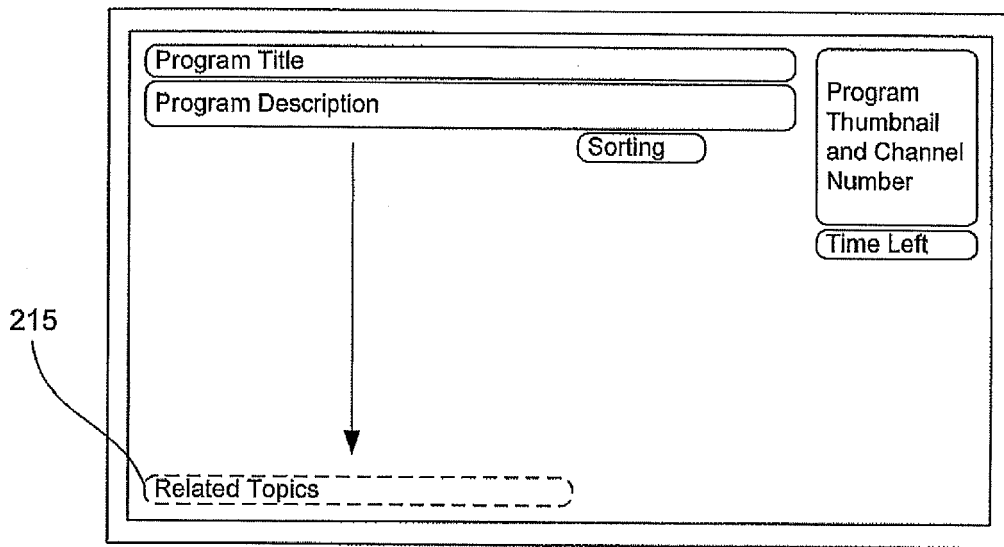 Program Title
Program Description
Sorting
Program
Thumbnail
and Channel
Number
Time Left
215
Related Topics